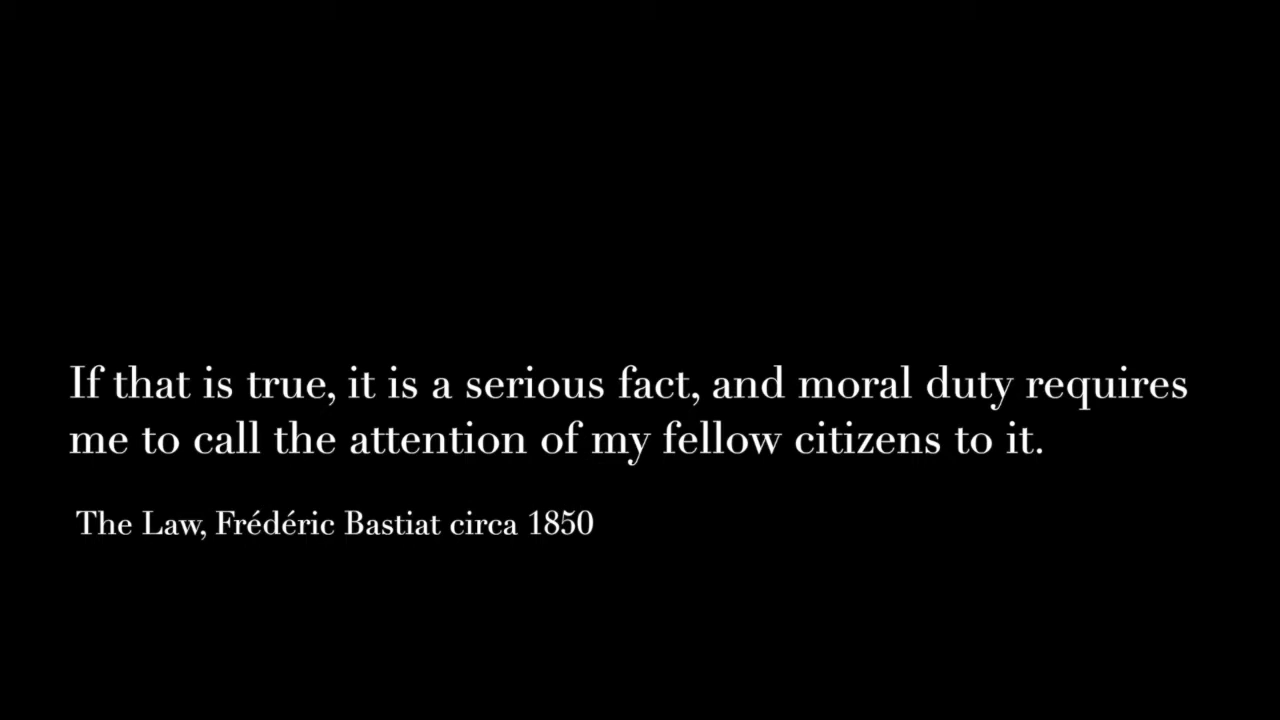 If that is true, it is a serious fact, and moral duty requires
me to call the attention of my fellow citizens to it.
The Law, Frédéric Bastiat circa 1850